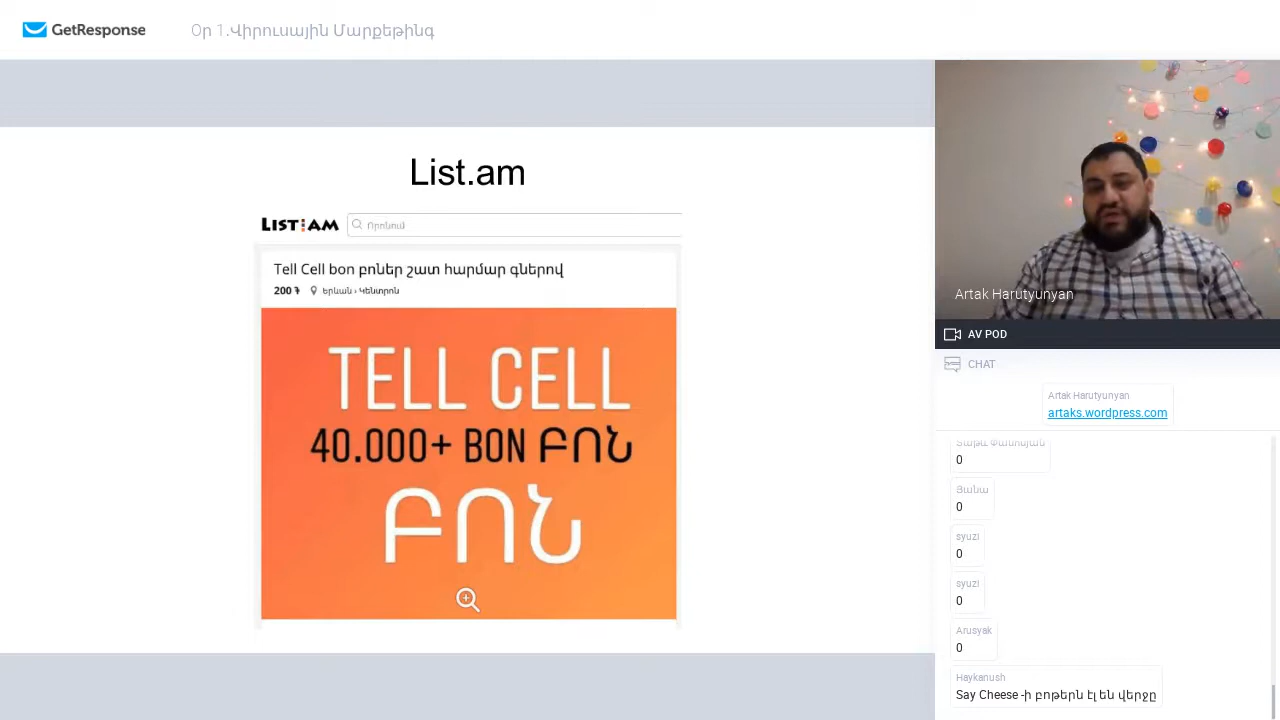 GetResponse
Օր 1.Վիրուսային Մարքեթինգ
List.am
LIST.AM
Որոնում
Tell Cell bon բոներ շատ հարմար գներով
200 ֏ Երևան › Կենտրոն
TELL CELL
40.000+ BON ԲՈՆ
ԲՈՆ
Artak Harutyunyan
AV POD
CHAT
Artak Harutyunyan
artaks.wordpress.com
0
Յանա
0
syuzi
0
syuzi
0
Arusyak
0
Haykanush
Say Cheese -ի բոթերն էլ են վերջը